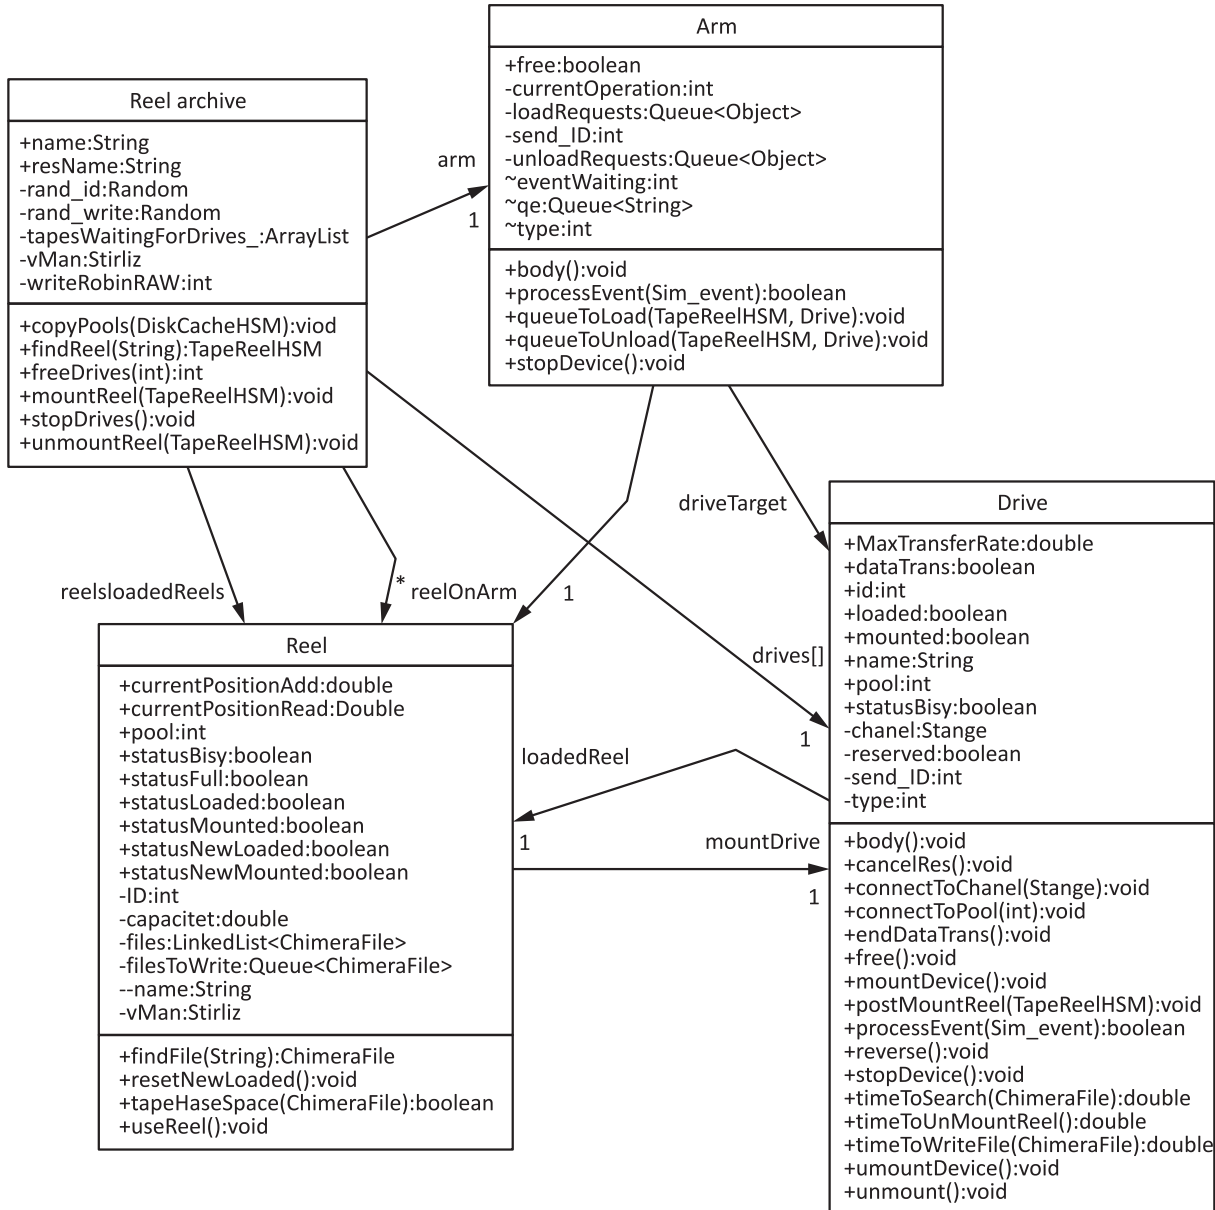 Arm
+free:boolean
-currentOperation:int
-loadRequests:Queue<Object>
-send_ID:int
-unloadRequests:Queue<Object>
~eventWaiting:int
~qe:Queue<String>
~type:int
+body():void
+processEvent(Sim_event):boolean
+queueToLoad(TapeReelHSM, Drive):void
+queueToUnload(TapeReelHSM, Drive):void
+stopDevice():void
Reel archive
+name:String
+resName:String
-rand_id:Random
-rand_write:Random
-tapesWaitingForDrives_:ArrayList
-vMan:Stirliz
-writeRobinRAW:int
+copyPools(DiskCacheHSM):viod
+findReel(String):TapeReelHSM
+freeDrives(int):int
+mountReel(TapeReelHSM):void
+stopDrives():void
+unmountReel(TapeReelHSM):void
arm
1
driveTarget
reelsloadedReels
* reelOnArm
1
drives[]
1
loadedReel
1
mountDrive
1
Reel
+currentPositionAdd:double
+currentPositionRead:Double
+pool:int
+statusBisy:boolean
+statusFull:boolean
+statusLoaded:boolean
+statusMounted:boolean
+statusNewLoaded:boolean
+statusNewMounted:boolean
-ID:int
-capacitet:double
-files:LinkedList<ChimeraFile>
-filesToWrite:Queue<ChimeraFile>
--name:String
-vMan:Stirliz
+findFile(String):ChimeraFile
+resetNewLoaded():void
+tapeHaseSpace(ChimeraFile):boolean
+useReel():void
Drive
+MaxTransferRate:double
+dataTrans:boolean
+id:int
+loaded:boolean
+mounted:boolean
+name:String
+pool:int
+statusBisy:boolean
-chanel:Stange
-reserved:boolean
-send_ID:int
-type:int
+body():void
+cancelRes():void
+connectToChanel(Stange):void
+connectToPool(int):void
+endDataTrans():void
+free():void
+mountDevice():void
+postMountReel(TapeReelHSM):void
+processEvent(Sim_event):boolean
+reverse():void
+stopDevice():void
+timeToSearch(ChimeraFile):double
+timeToUnMountReel():double
+timeToWriteFile(ChimeraFile):double
+umountDevice():void
+unmount():void